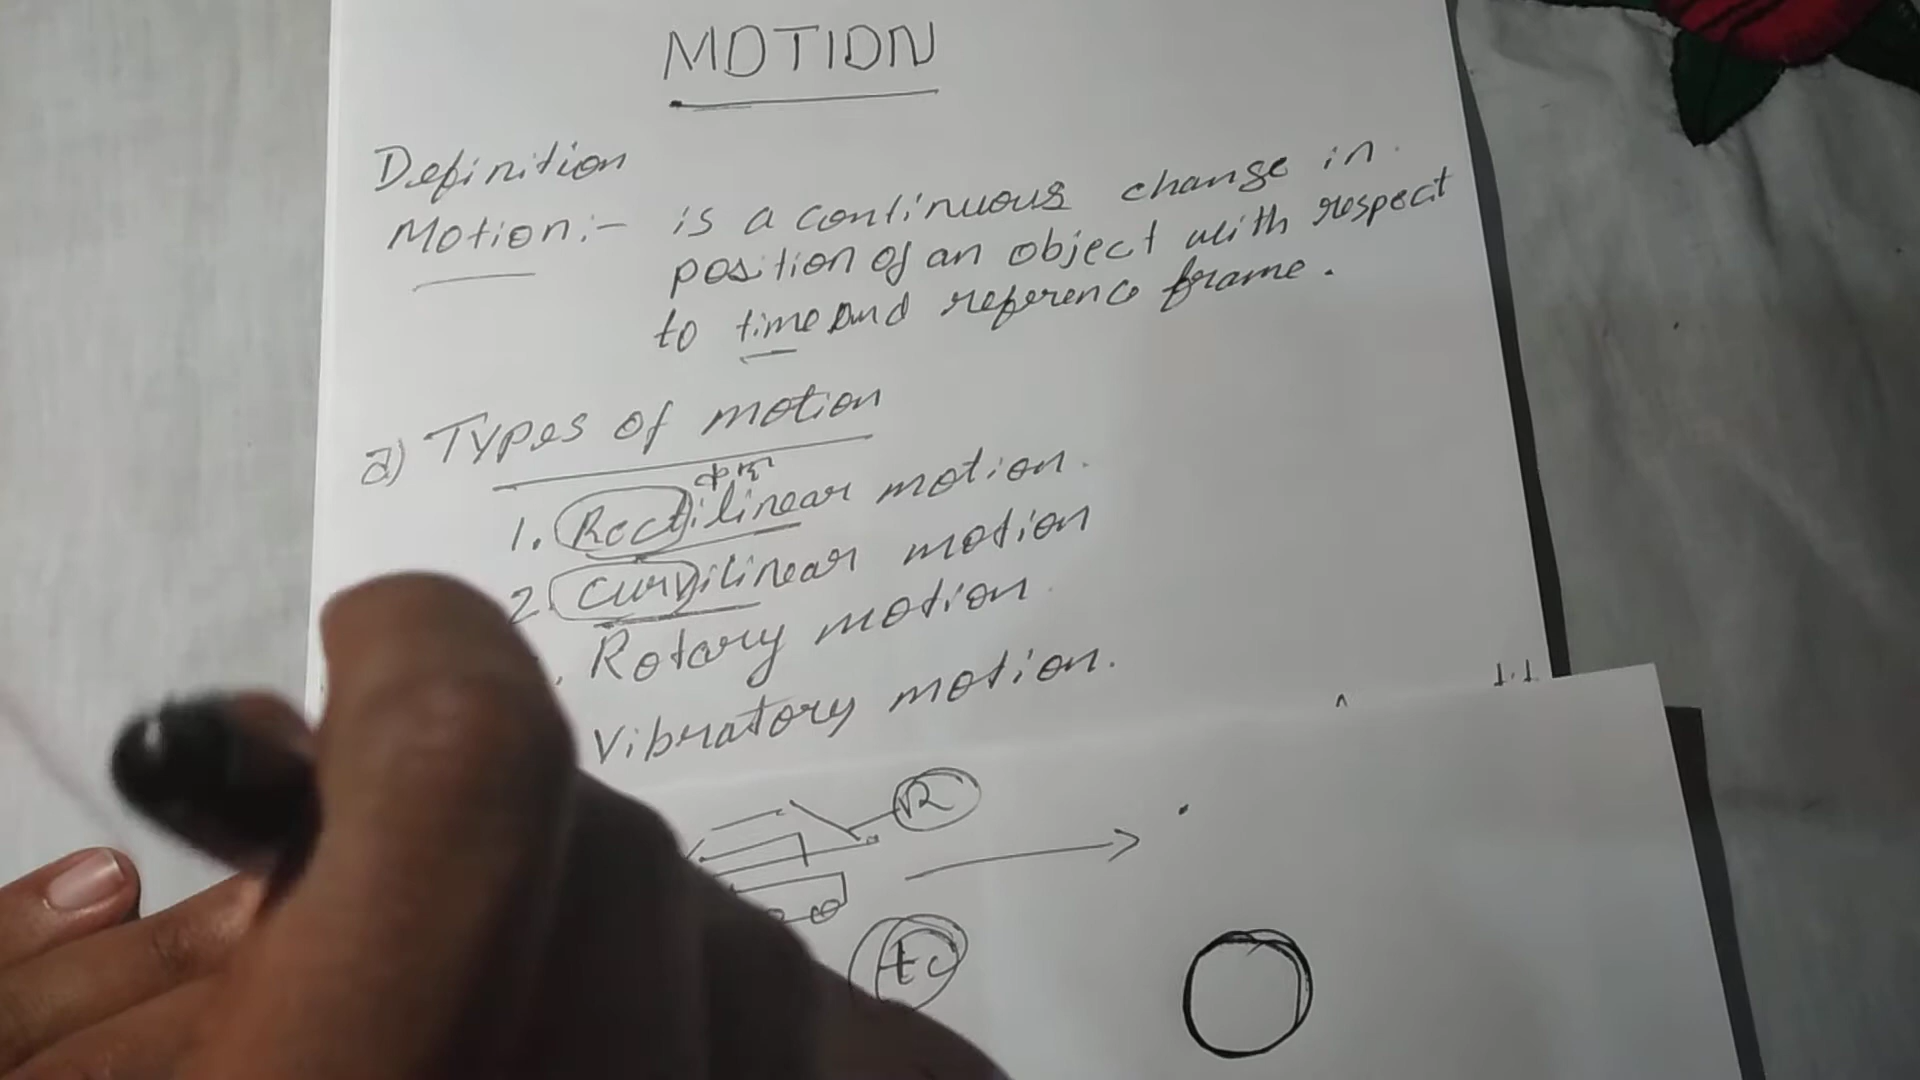 MOTION
Definition
Motion:- is a continuous change in
position of an object with respect
to time and reference frame.
a) Types of motion
1. Rectilinear motion.
2. Curvilinear motion
. Rotary motion.
Vibratory motion.
R
to